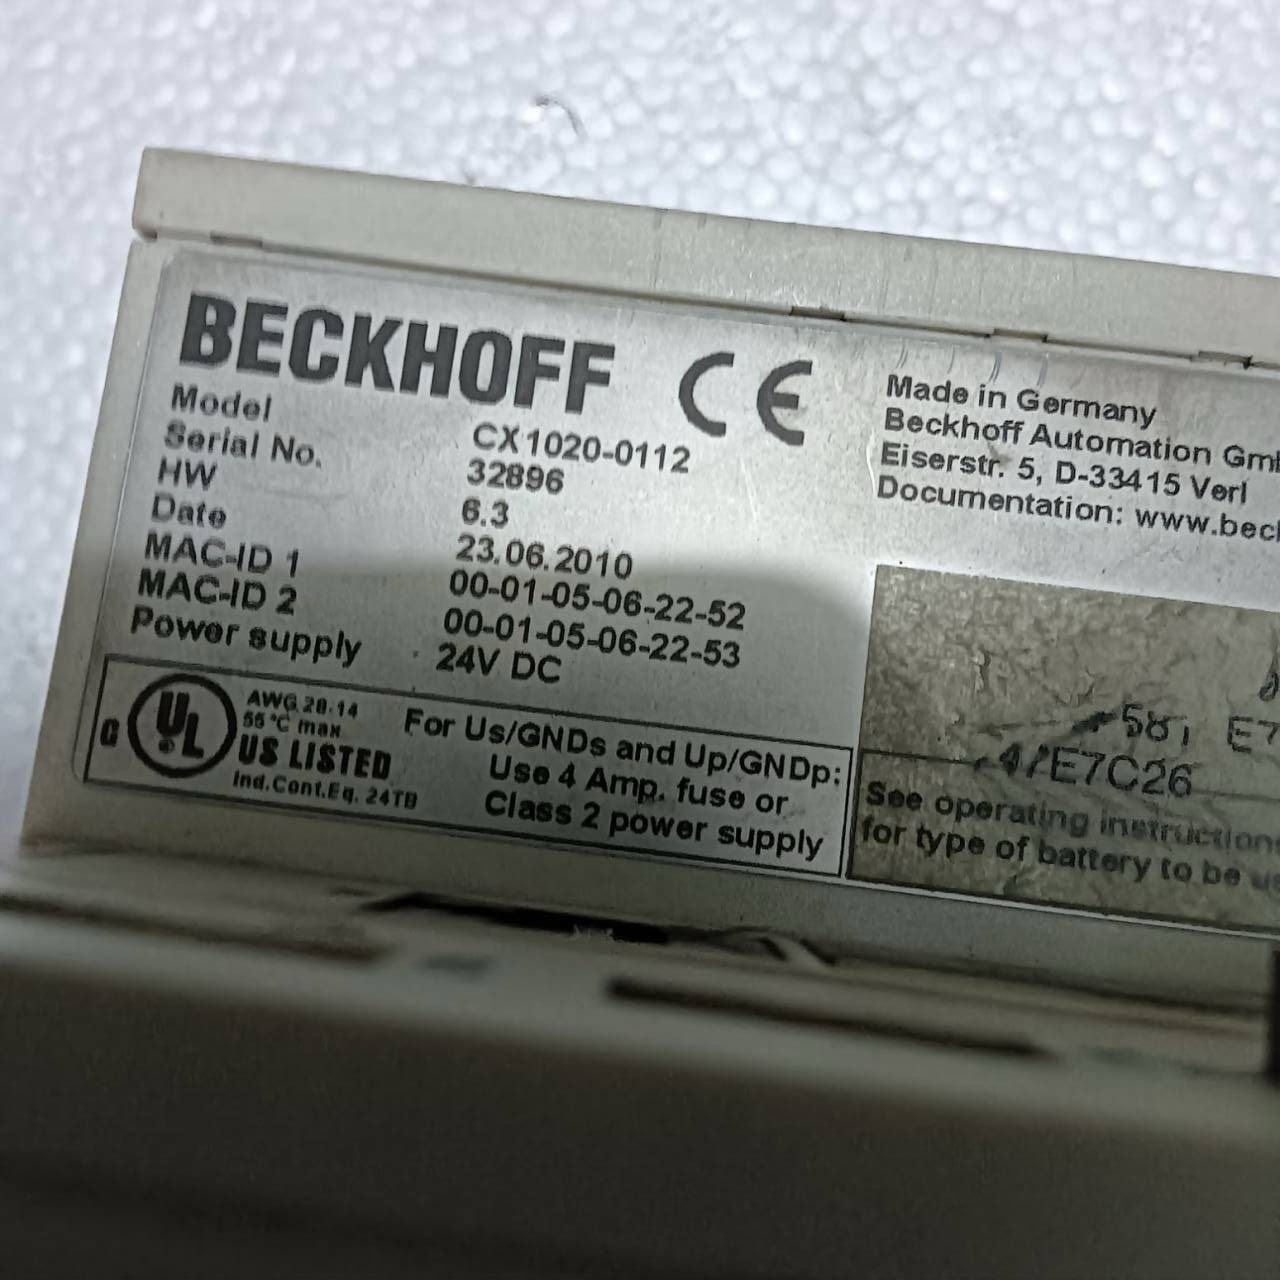 BECKHOFF CE
Model CX1020-0112
Serial No. 32896
HW 6.3
Date 23.06.2010
MAC-ID 1 00-01-05-06-22-52
MAC-ID 2 00-01-05-06-22-53
Power supply 24V DC
C UL
AWG 28-14
55°C max
US LISTED
Ind.Cont.Eq. 24TB
For Us/GNDs and Up/GNDp:
Use 4 Amp. fuse or
Class 2 power supply
Made in Germany
Beckhoff Automation Gm
Eiserstr. 5, D-33415 Verl
Documentation: www.beck
E7C26
See operating instructions
for type of battery to be us